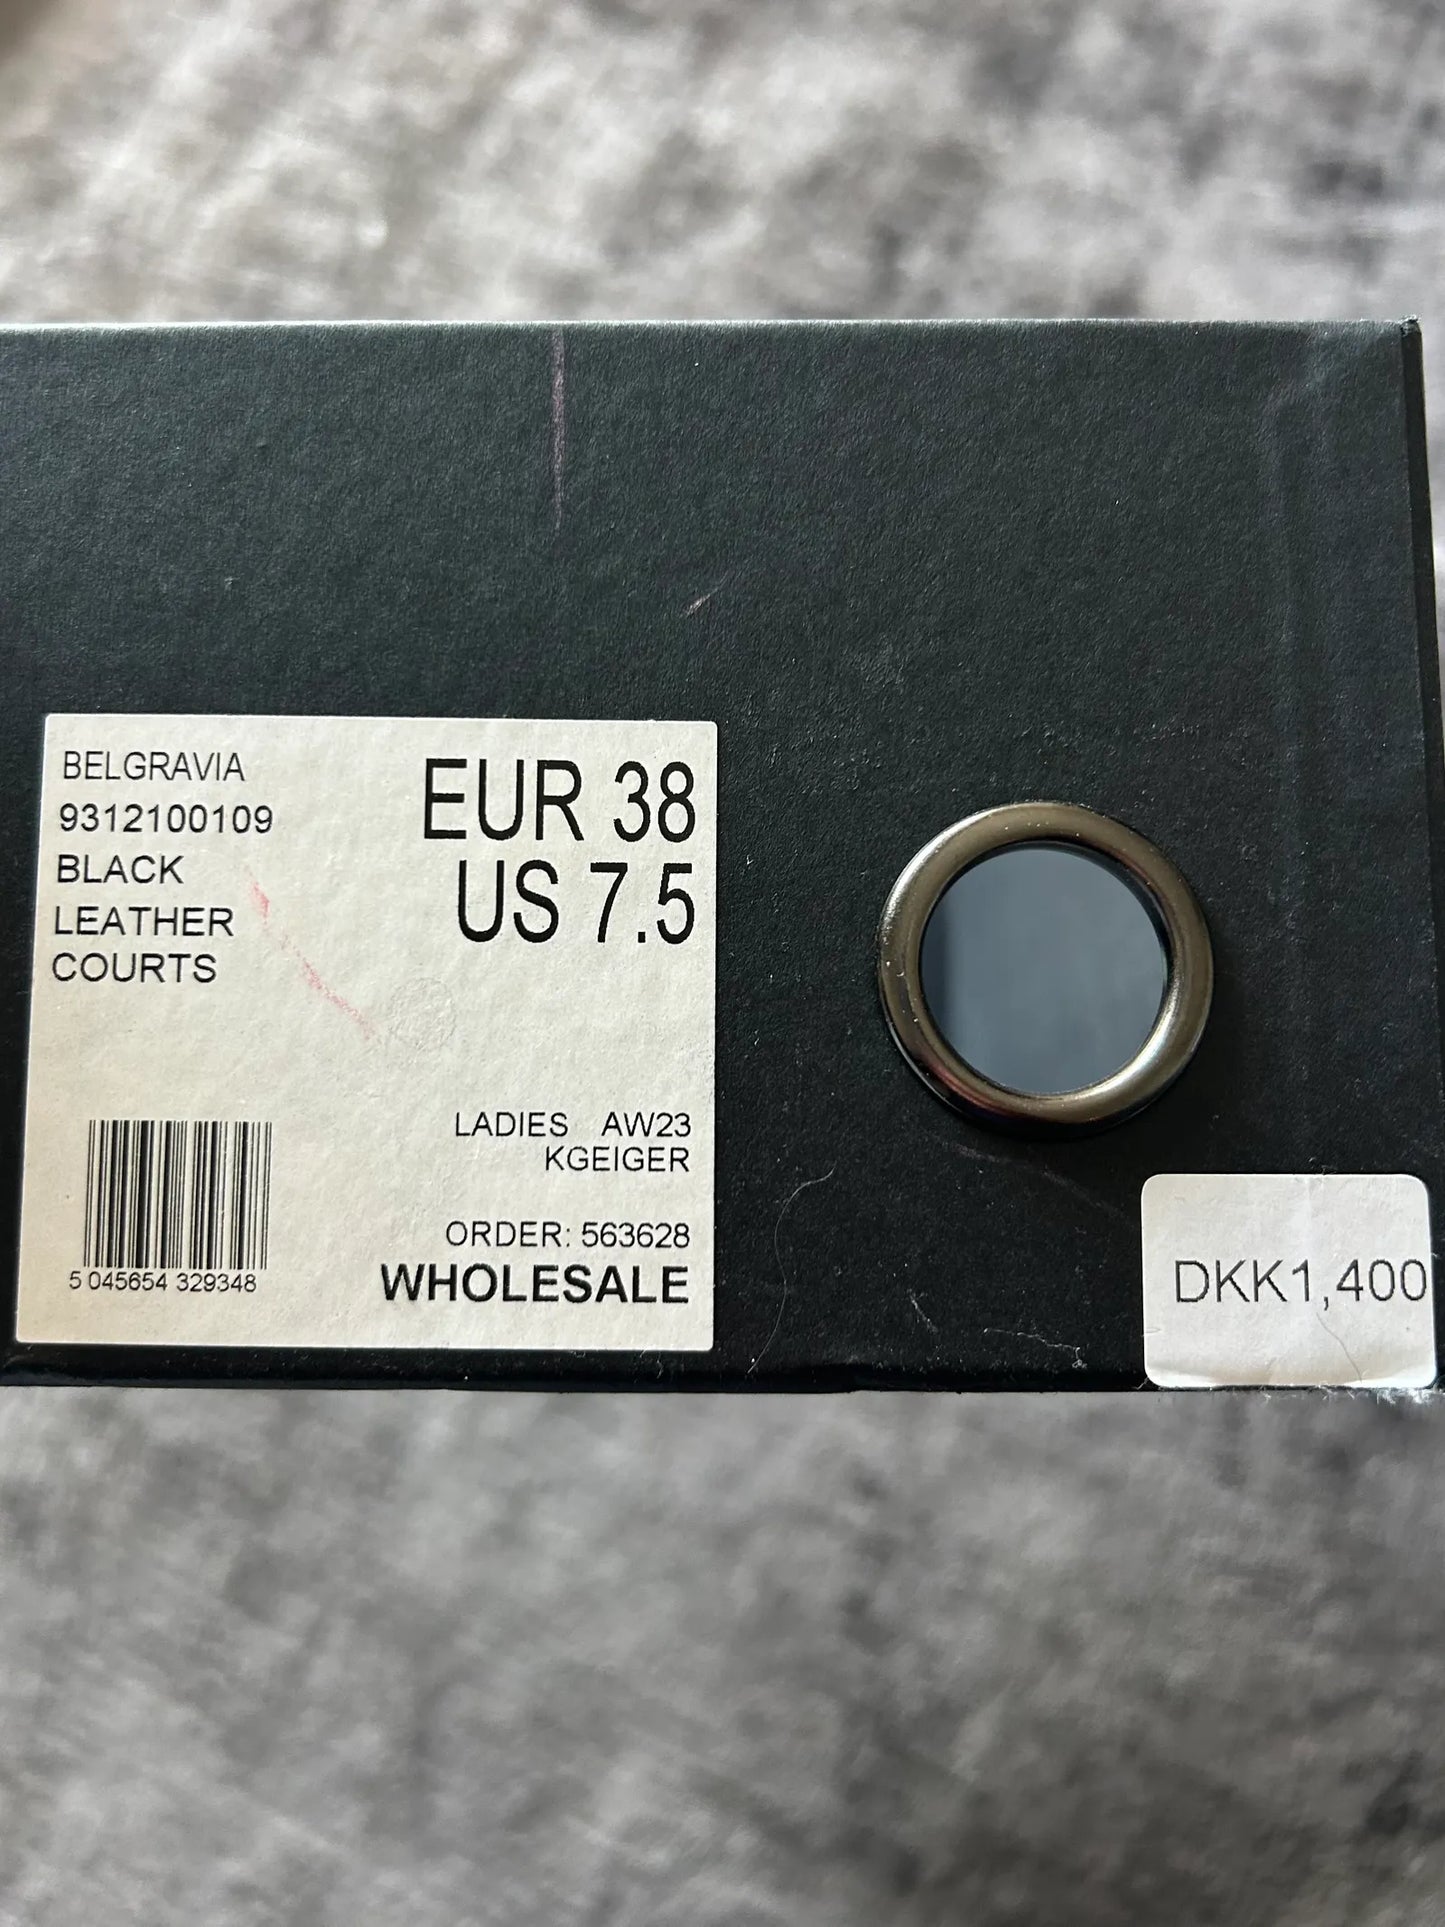 BELGRAVIA
9312100109
BLACK
LEATHER
COURTS
EUR 38
US 7.5
LADIES AW23
KGEIGER
ORDER: 563628
WHOLESALE
5 045654 329348
DKK1,400